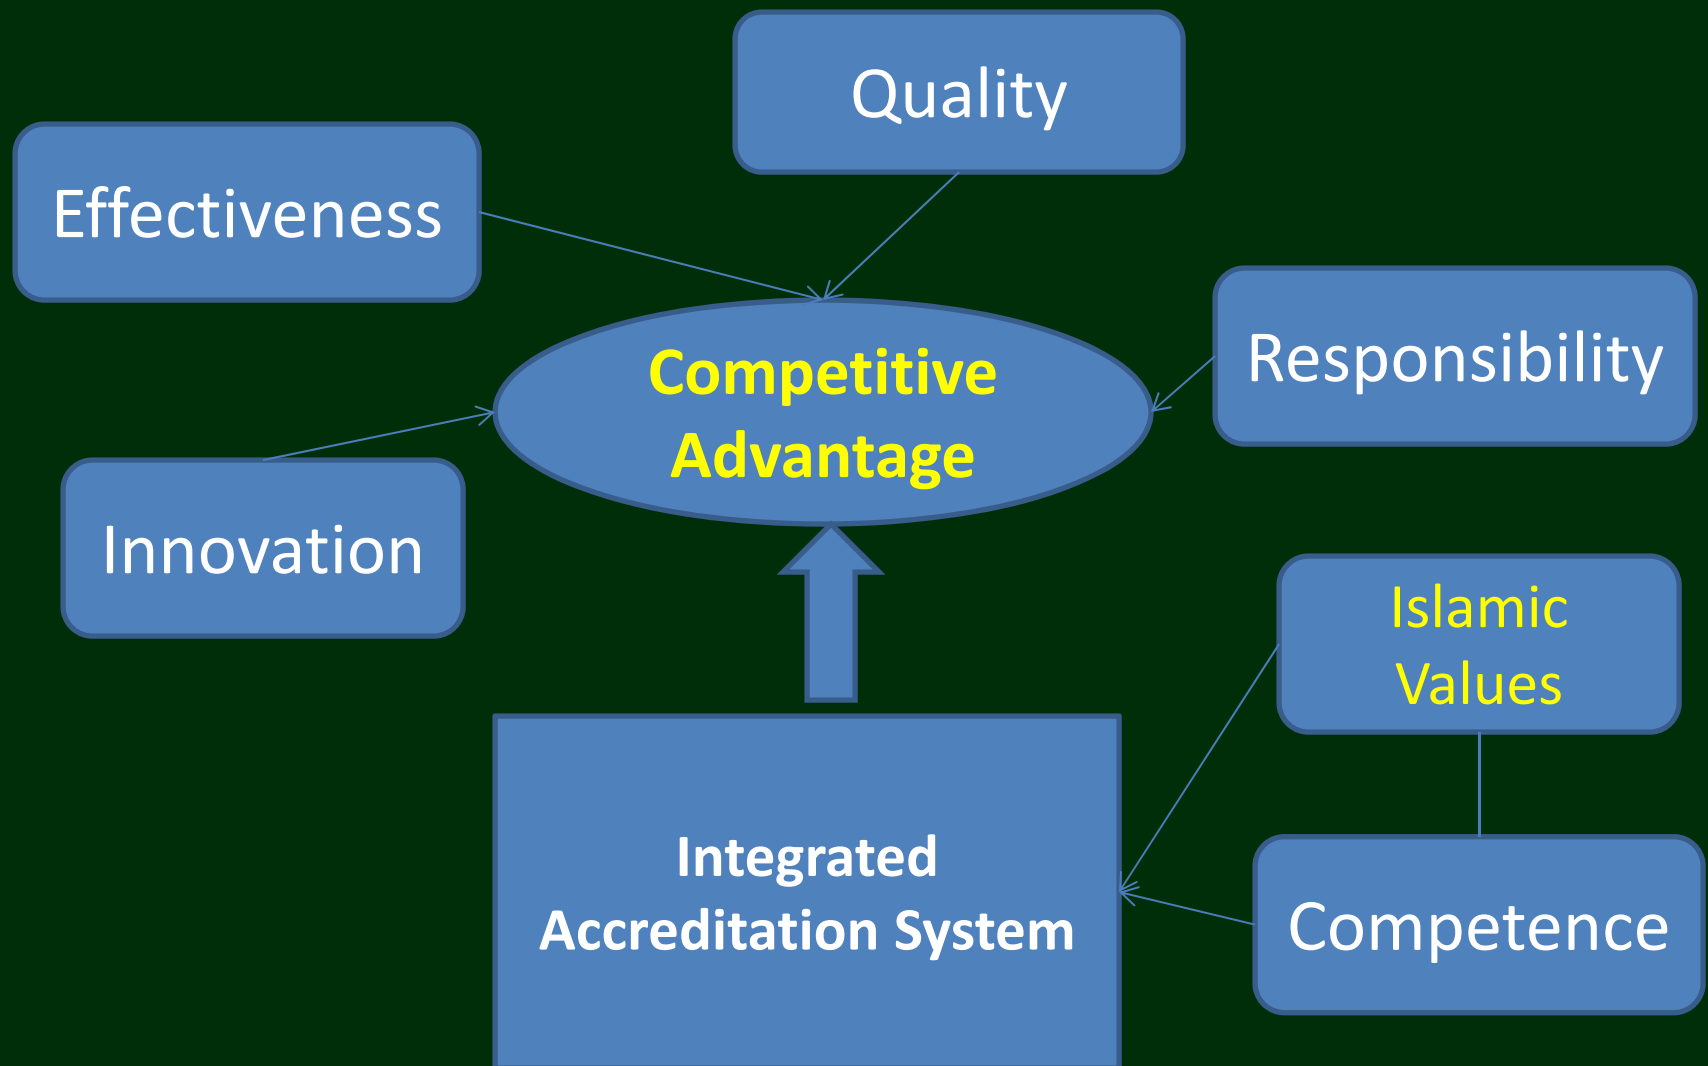 Quality
Effectiveness
Responsibility
Competitive
Advantage
Innovation
Islamic
Values
Integrated
Accreditation System
Competence